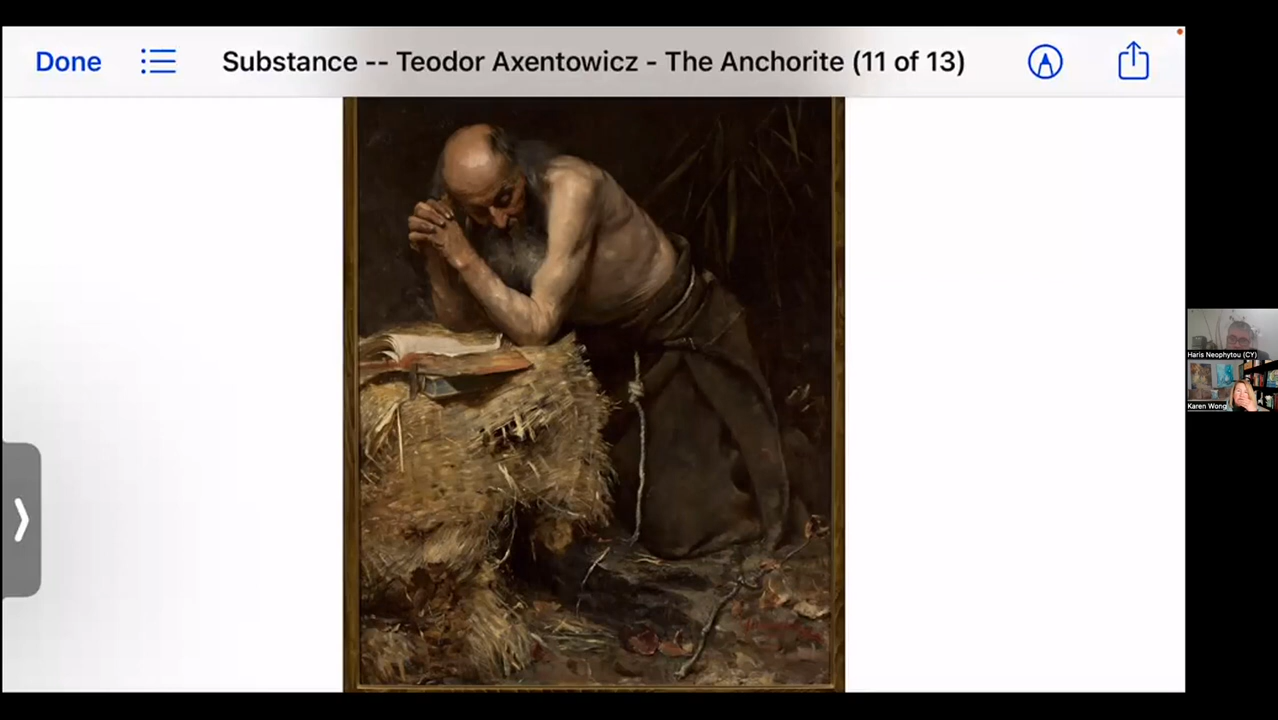 Done
Substance -- Teodor Axentowicz - The Anchorite (11 of 13)
Haris Neophytou (CY)
Karen Wong